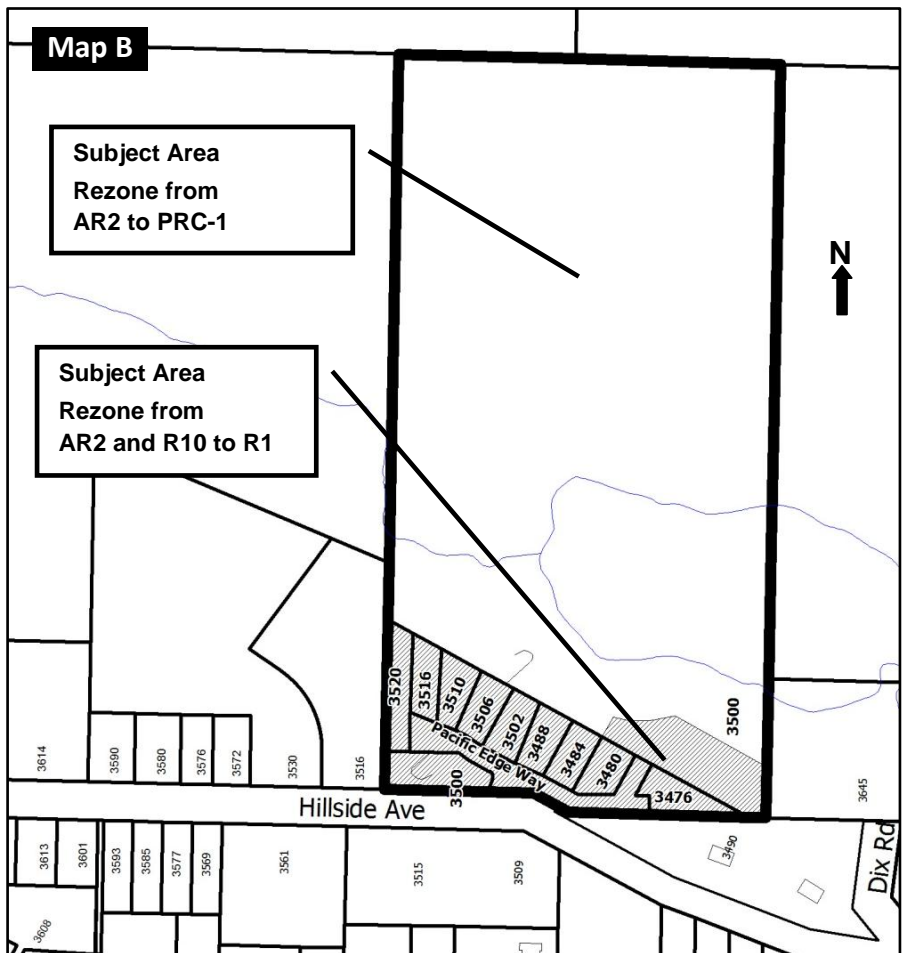 Map B
Subject Area
Rezone from
AR2 to PRC-1
N
Subject Area
Rezone from
AR2 and R10 to R1
3520
3516
3510
3506
3502
3488
3484
3480
3476
3500
Pacific Edge Way
3500
3614
3590
3580
3576
3572
3530
3516
3645
Hillside Ave
3490
Dix Rd
3613
3601
3593
3585
3577
3569
3561
3515
3509
3608